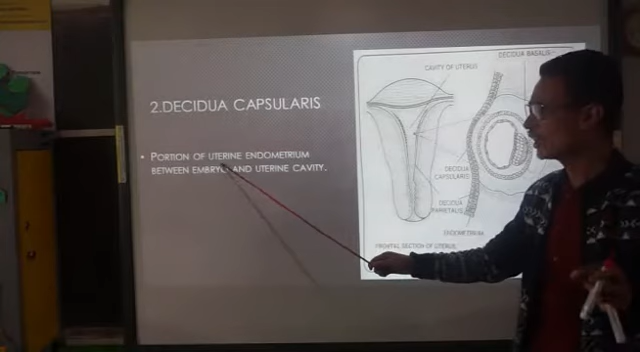 2.DECIDUA CAPSULARIS
• PORTION OF UTERINE ENDOMETRIUM
BETWEEN EMBRYO AND UTERINE CAVITY.
DECIDUA BASALIS
CAVITY OF UTERUS
DECIDUA
CAPSULARIS
DECIDUA
PARIETALIS
ENDOMETRIUM
FRONTAL SECTION OF UTERUS